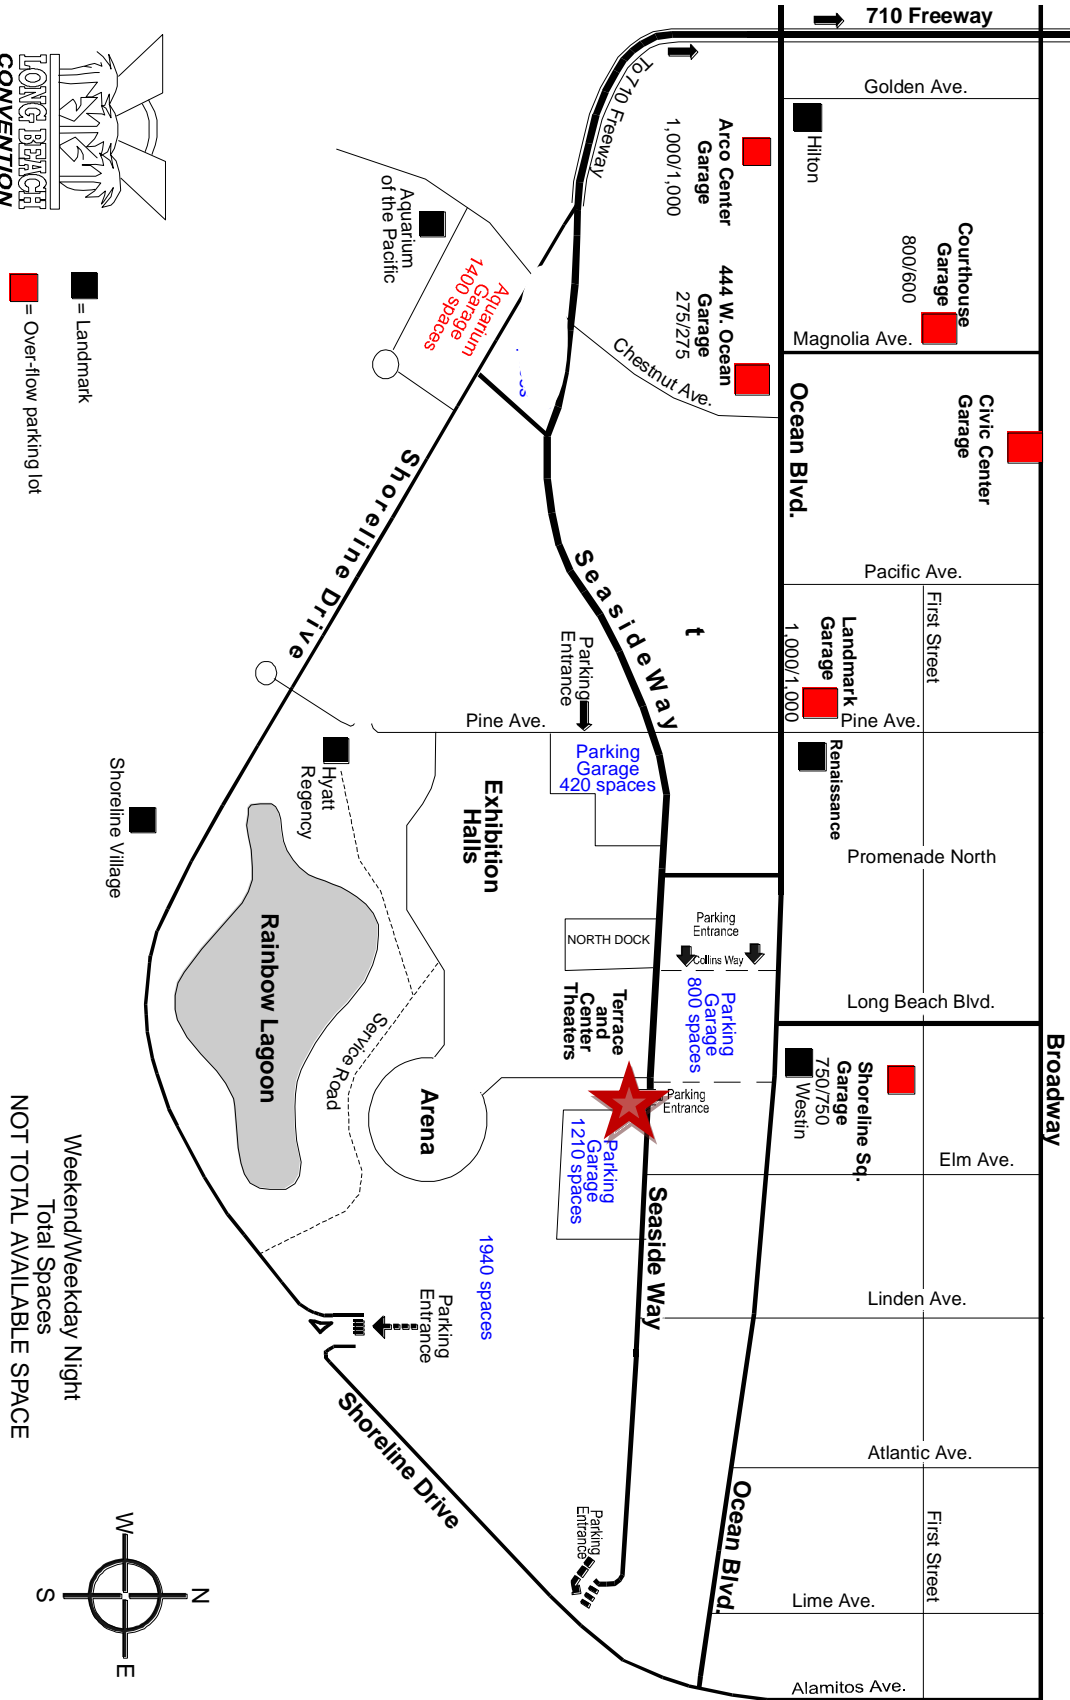 710 Freeway
To 710 Freeway
Golden Ave.
Hilton
Arco Center
Garage
1,000/1,000
Courthouse
Garage
800/600
444 W. Ocean
Garage
275/275
Magnolia Ave.
Chestnut Ave.
Aquarium
of the Pacific
Aquarium
Garage
1400 spaces
LONG BEACH
CONVENTION
= Landmark
= Over-flow parking lot
Civic Center
Garage
Ocean Blvd.
Shoreline Drive
Seaside Way
Pacific Ave.
First Street
t
Landmark
Garage
1,000/1,000
Parking
Entrance
Pine Ave.
Pine Ave.
Renaissance
Parking
Garage
420 spaces
Hyatt
Regency
Exhibition
Halls
Shoreline Village
Promenade North
Parking
Entrance
Collins Way
NORTH DOCK
Rainbow Lagoon
Service Road
Terrace
and
Center
Theaters
Parking
Garage
800 spaces
Long Beach Blvd.
Broadway
Shoreline Sq.
Garage
750/750
Westin
Arena
Parking
Entrance
Parking
Garage
1210 spaces
Elm Ave.
Seaside Way
1940 spaces
Linden Ave.
Parking
Entrance
Weekend/Weekday Night
Total Spaces
NOT TOTAL AVAILABLE SPACE
Shoreline Drive
Atlantic Ave.
Ocean Blvd.
First Street
Parking
Entrance
Lime Ave.
Alamitos Ave.
N
W
E
S